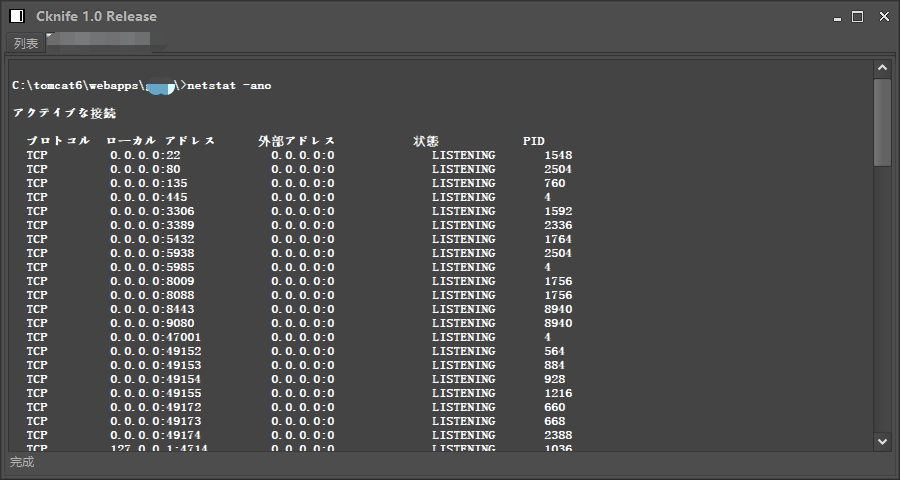 Cknife 1.0 Release
列表
C:\tomcat6\webapps\ \>netstat -ano
アクティブな接続
プロトコル ローカル アドレス 外部アドレス 状態 PID
TCP 0.0.0.0:22 0.0.0.0:0 LISTENING 1548
TCP 0.0.0.0:80 0.0.0.0:0 LISTENING 2504
TCP 0.0.0.0:135 0.0.0.0:0 LISTENING 760
TCP 0.0.0.0:445 0.0.0.0:0 LISTENING 4
TCP 0.0.0.0:3306 0.0.0.0:0 LISTENING 1592
TCP 0.0.0.0:3389 0.0.0.0:0 LISTENING 2336
TCP 0.0.0.0:5432 0.0.0.0:0 LISTENING 1764
TCP 0.0.0.0:5938 0.0.0.0:0 LISTENING 2504
TCP 0.0.0.0:5985 0.0.0.0:0 LISTENING 4
TCP 0.0.0.0:8009 0.0.0.0:0 LISTENING 1756
TCP 0.0.0.0:8088 0.0.0.0:0 LISTENING 1756
TCP 0.0.0.0:8443 0.0.0.0:0 LISTENING 8940
TCP 0.0.0.0:9080 0.0.0.0:0 LISTENING 8940
TCP 0.0.0.0:47001 0.0.0.0:0 LISTENING 4
TCP 0.0.0.0:49152 0.0.0.0:0 LISTENING 564
TCP 0.0.0.0:49153 0.0.0.0:0 LISTENING 884
TCP 0.0.0.0:49154 0.0.0.0:0 LISTENING 928
TCP 0.0.0.0:49155 0.0.0.0:0 LISTENING 1216
TCP 0.0.0.0:49172 0.0.0.0:0 LISTENING 660
TCP 0.0.0.0:49173 0.0.0.0:0 LISTENING 668
TCP 0.0.0.0:49174 0.0.0.0:0 LISTENING 2388
TCP 127.0.0.1:4714 0.0.0.0:0 LISTENING 1036
完成